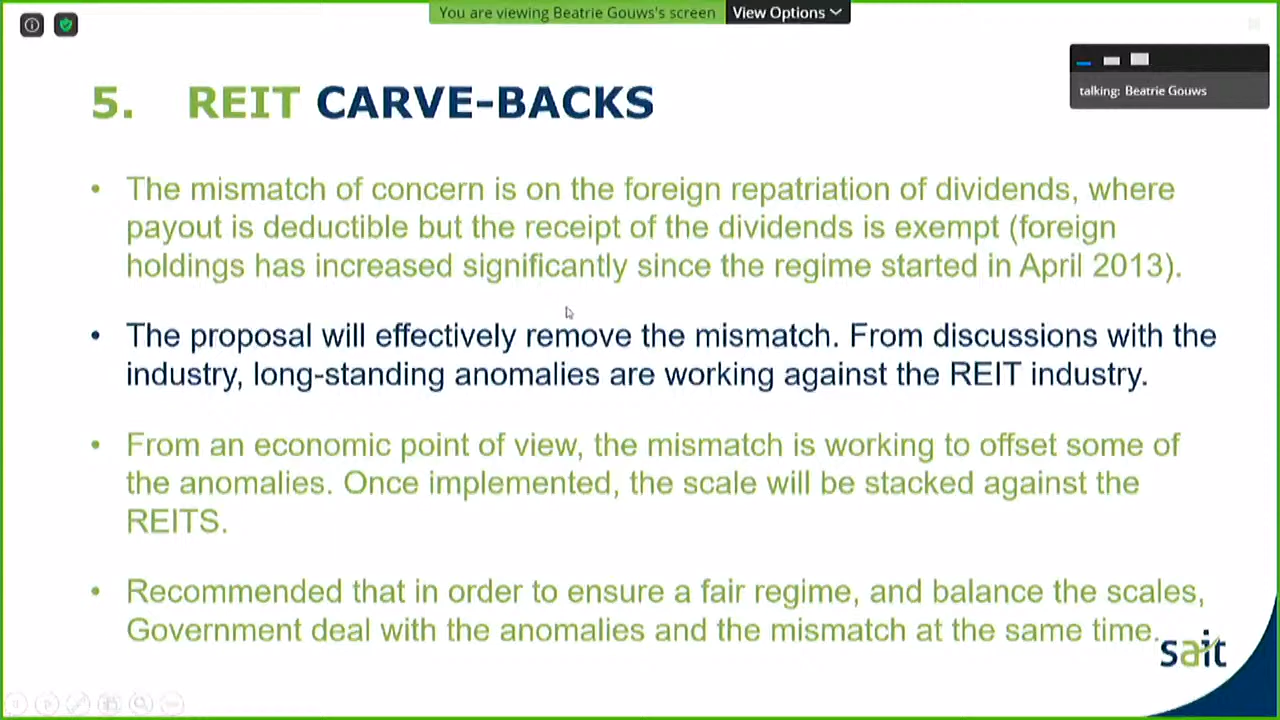 You are viewing Beatrie Gouws's screen
View Options
talking: Beatrie Gouws
5. REIT CARVE-BACKS
• The mismatch of concern is on the foreign repatriation of dividends, where
payout is deductible but the receipt of the dividends is exempt (foreign
holdings has increased significantly since the regime started in April 2013).
• The proposal will effectively remove the mismatch. From discussions with the
industry, long-standing anomalies are working against the REIT industry.
• From an economic point of view, the mismatch is working to offset some of
the anomalies. Once implemented, the scale will be stacked against the
REITS.
• Recommended that in order to ensure a fair regime, and balance the scales,
Government deal with the anomalies and the mismatch at the same time.
sait